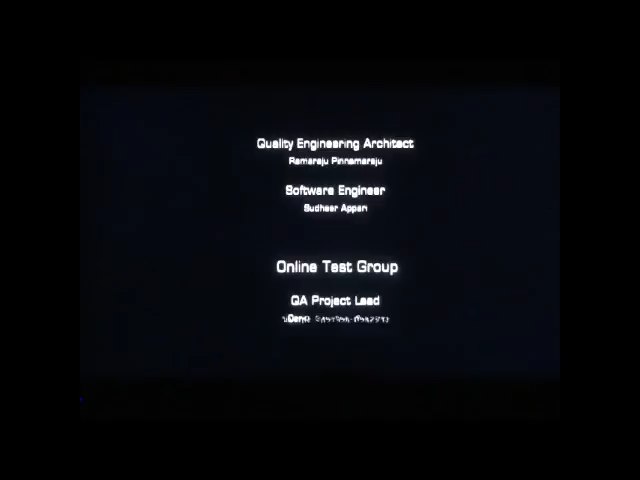 Quality Engineering Architect
Ramaraju Pinnamaraju
Software Engineer
Sudheer Appari
Online Test Group
QA Project Lead